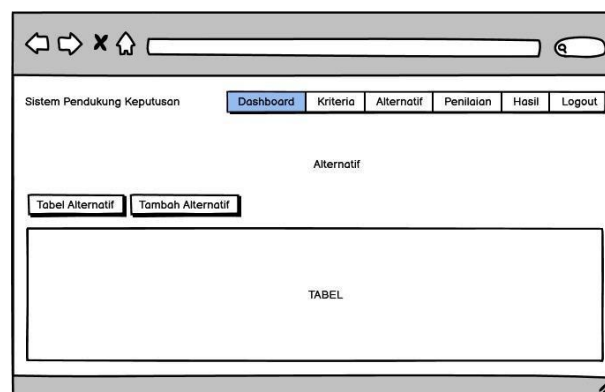 Sistem Pendukung Keputusan
Dashboard Kriteria Alternatif Penilaian Hasil Logout
Alternatif
Tabel Alternatif Tambah Alternatif
TABEL